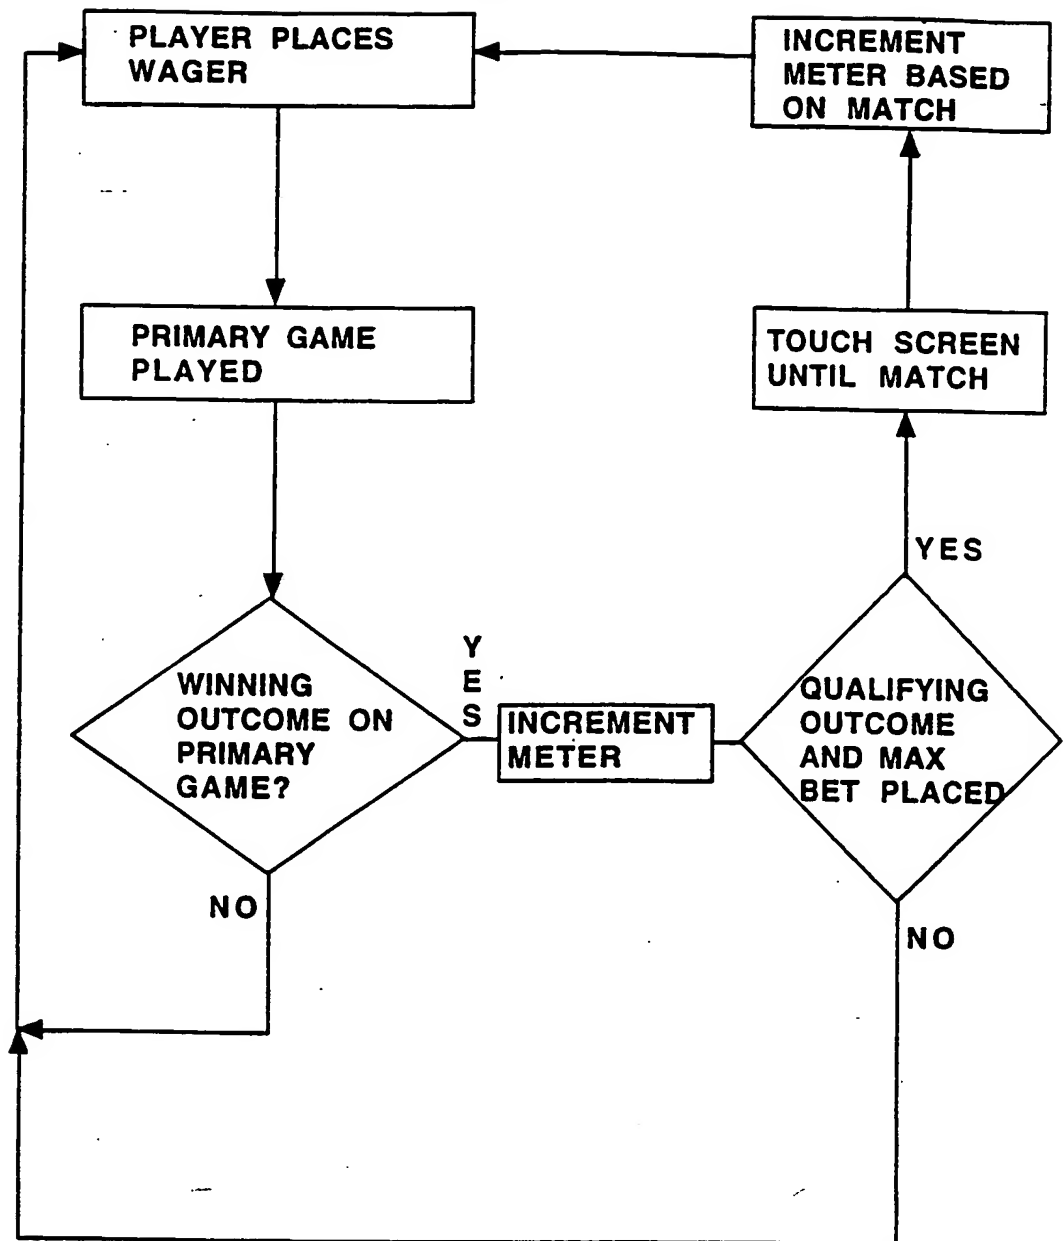 PLAYER PLACES
WAGER
INCREMENT
METER BASED
ON MATCH
PRIMARY GAME
PLAYED
TOUCH SCREEN
UNTIL MATCH
YES
WINNING
OUTCOME ON
PRIMARY
GAME?
YES
INCREMENT
METER
QUALIFYING
OUTCOME
AND MAX
BET PLACED
NO
NO